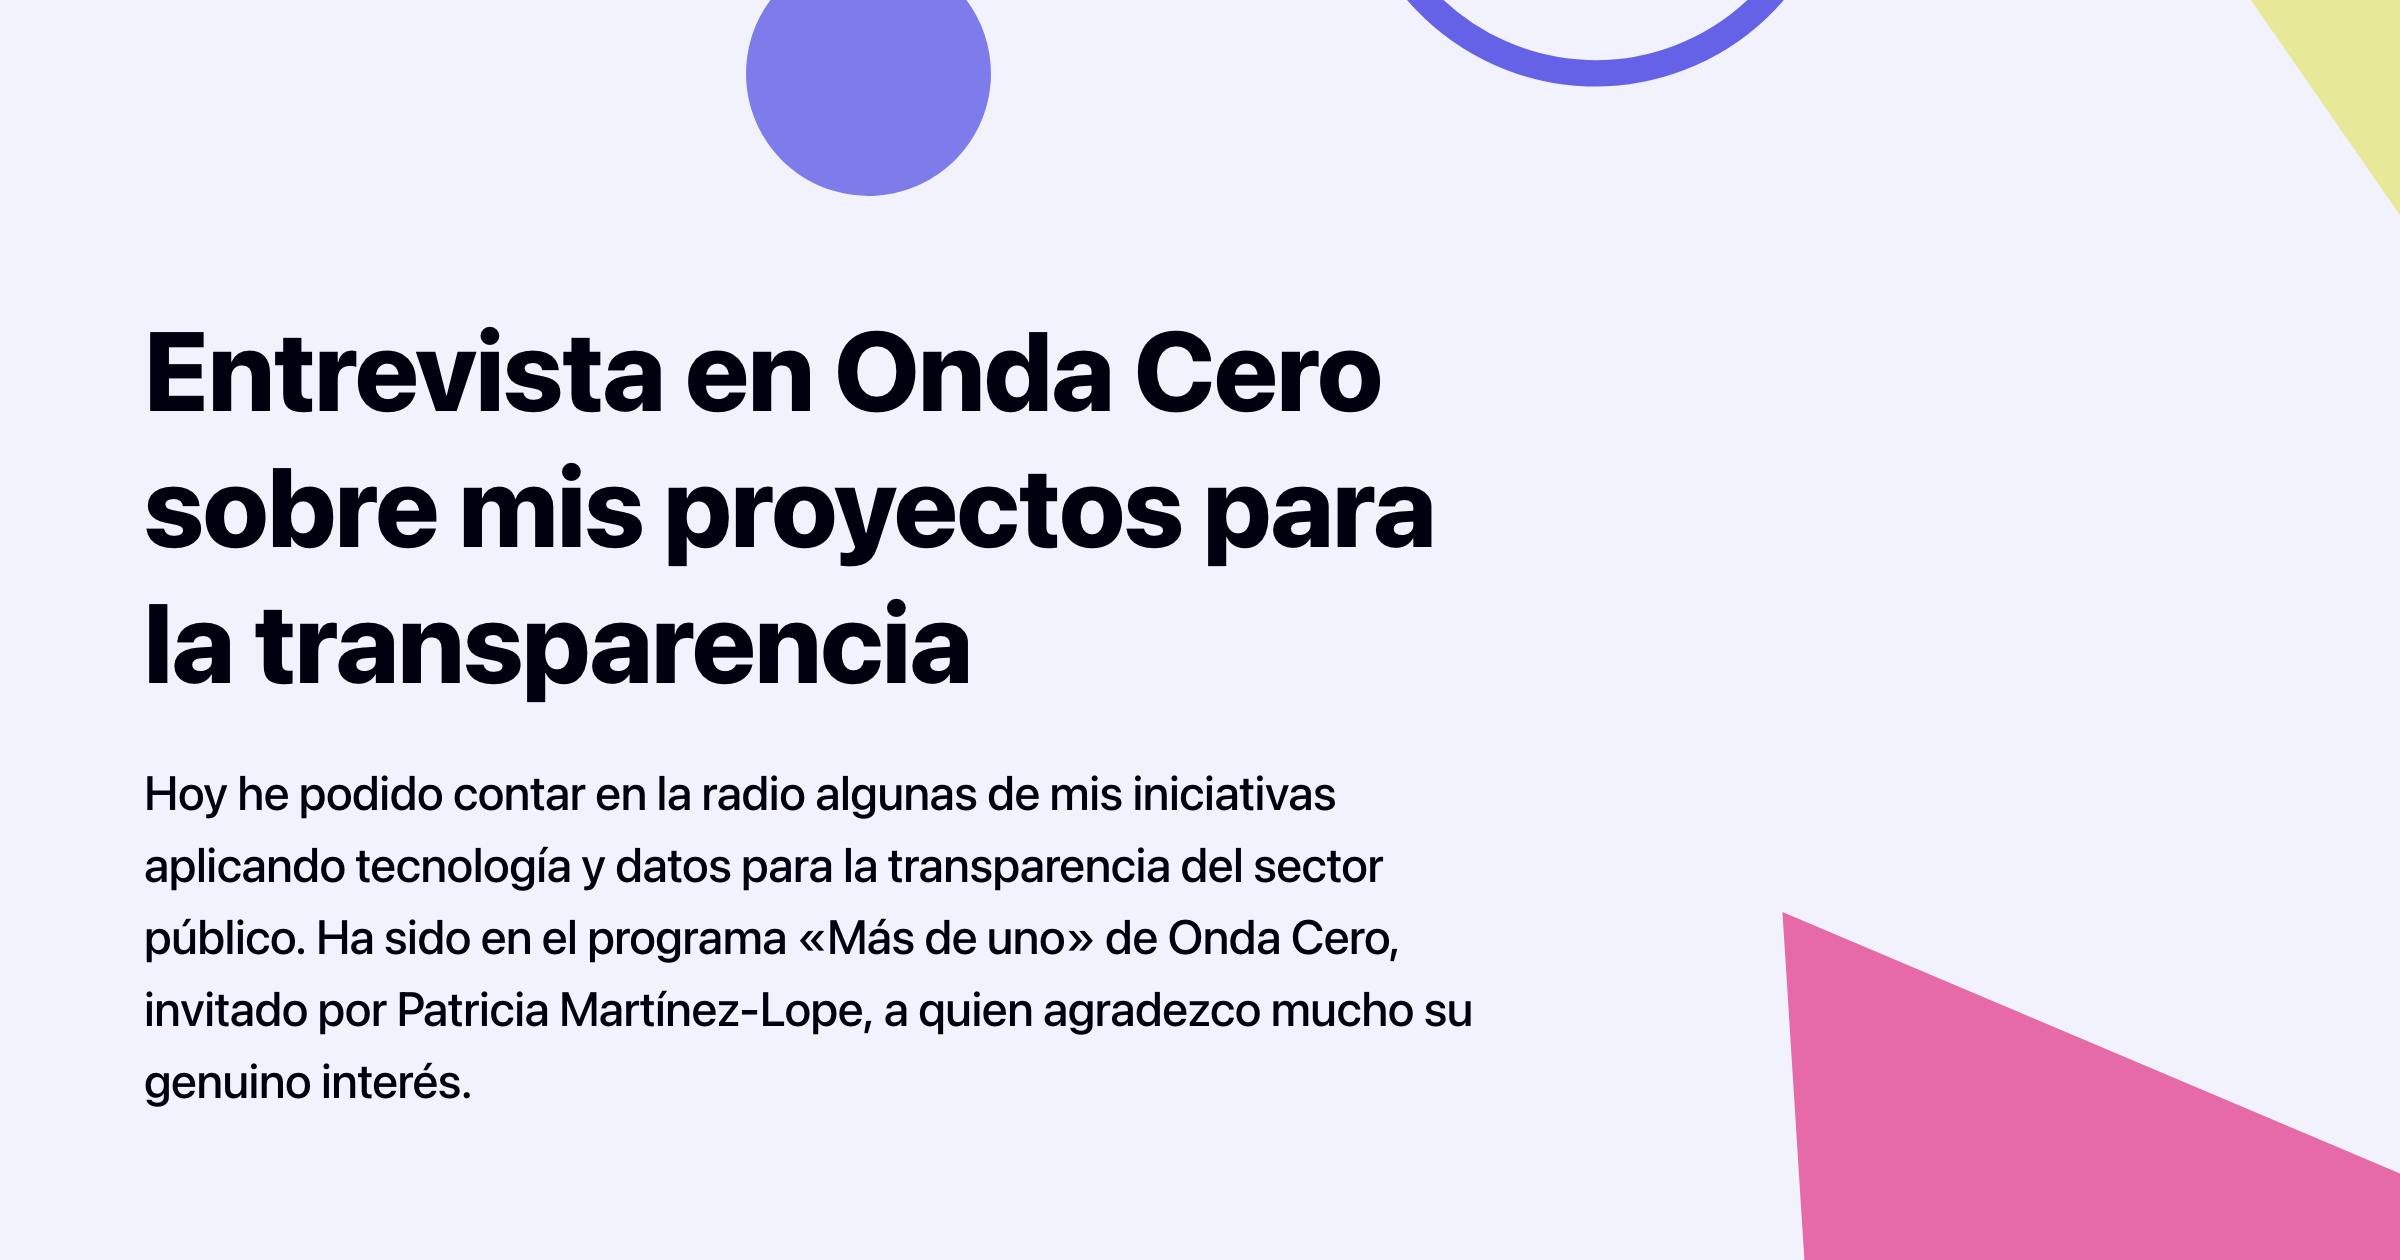 Entrevista en Onda Cero
sobre mis proyectos para
la transparencia
Hoy he podido contar en la radio algunas de mis iniciativas
aplicando tecnología y datos para la transparencia del sector
público. Ha sido en el programa «Más de uno» de Onda Cero,
invitado por Patricia Martínez-Lope, a quien agradezco mucho su
genuino interés.